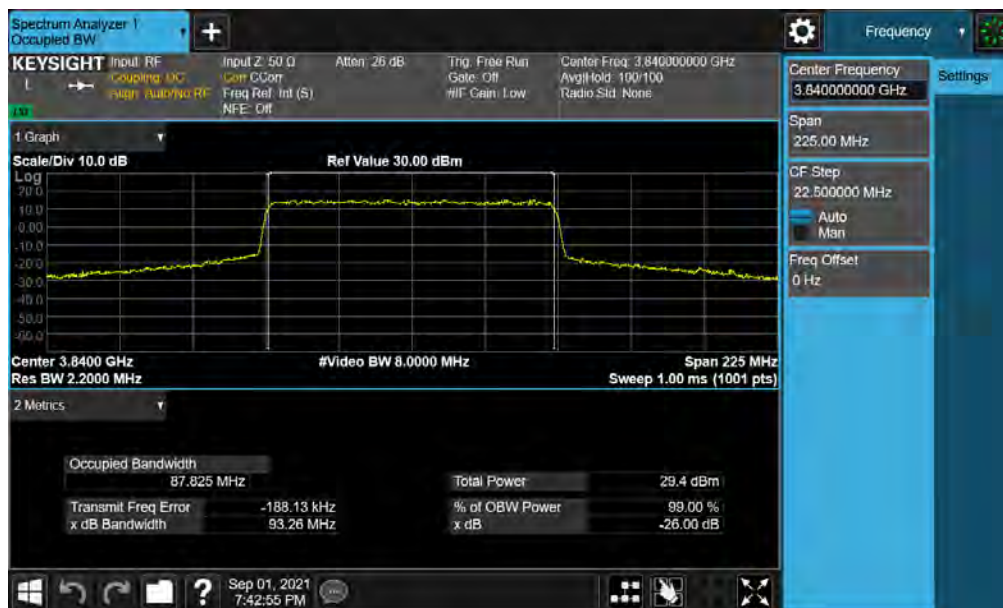 Spectrum Analyzer 1
Occupied BW
Frequency
KEYSIGHT
L
Input: RF
Coupling: DC
Align: Auto/No RF
Input Z: 50 Ω
Corr CCorr
Freq Ref: Int (S)
NFE: Off
Atten: 26 dB
Trig: Free Run
Gate: Off
#IF Gain: Low
Center Freq: 3.840000000 GHz
Avg|Hold: 100/100
Radio Std: None
Center Frequency
3.840000000 GHz
Settings
Span
225.00 MHz
CF Step
22.500000 MHz
Auto
Man
Freq Offset
0 Hz
1 Graph
Scale/Div 10.0 dB
Ref Value 30.00 dBm
Log
20.0
10.0
0.00
-10.0
-20.0
-30.0
-40.0
-50.0
-60.0
Center 3.8400 GHz
#Video BW 8.0000 MHz
Span 225 MHz
Res BW 2.2000 MHz
Sweep 1.00 ms (1001 pts)
2 Metrics
Occupied Bandwidth
87.825 MHz
Total Power
29.4 dBm
Transmit Freq Error
-188.13 kHz
% of OBW Power
99.00 %
x dB Bandwidth
93.26 MHz
x dB
-26.00 dB
?
Sep 01, 2021
7:42:55 PM